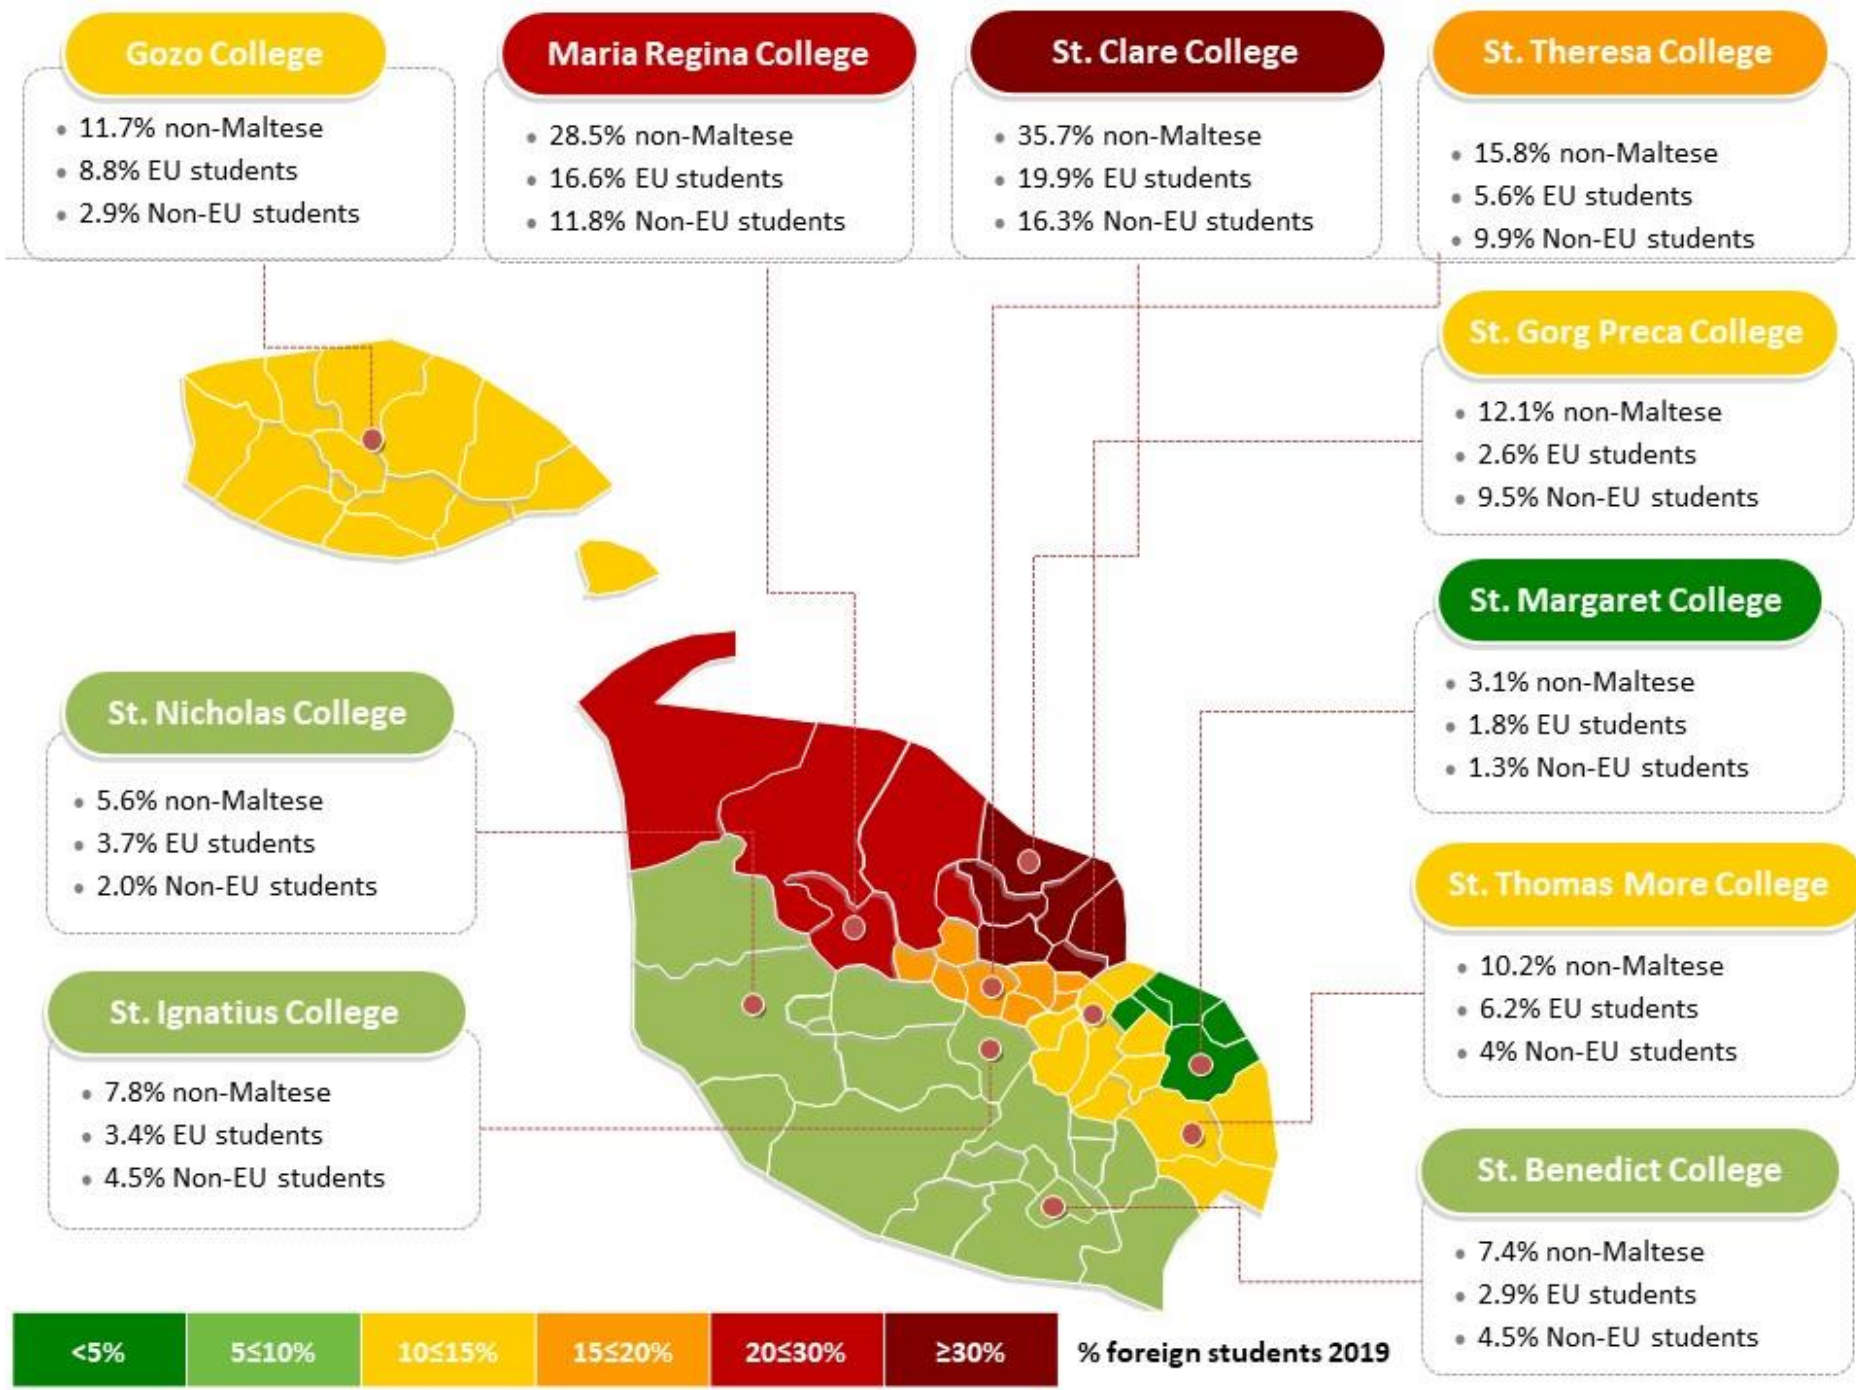 Gozo College
• 11.7% non-Maltese
• 8.8% EU students
• 2.9% Non-EU students
Maria Regina College
• 28.5% non-Maltese
• 16.6% EU students
• 11.8% Non-EU students
St. Clare College
• 35.7% non-Maltese
• 19.9% EU students
• 16.3% Non-EU students
St. Theresa College
• 15.8% non-Maltese
• 5.6% EU students
• 9.9% Non-EU students
St. Gorg Preca College
• 12.1% non-Maltese
• 2.6% EU students
• 9.5% Non-EU students
St. Margaret College
• 3.1% non-Maltese
• 1.8% EU students
• 1.3% Non-EU students
St. Nicholas College
• 5.6% non-Maltese
• 3.7% EU students
• 2.0% Non-EU students
St. Thomas More College
• 10.2% non-Maltese
• 6.2% EU students
• 4% Non-EU students
St. Ignatius College
• 7.8% non-Maltese
• 3.4% EU students
• 4.5% Non-EU students
St. Benedict College
• 7.4% non-Maltese
• 2.9% EU students
• 4.5% Non-EU students
<5% 5≤10% 10≤15% 15≤20% 20≤30% ≥30% % foreign students 2019